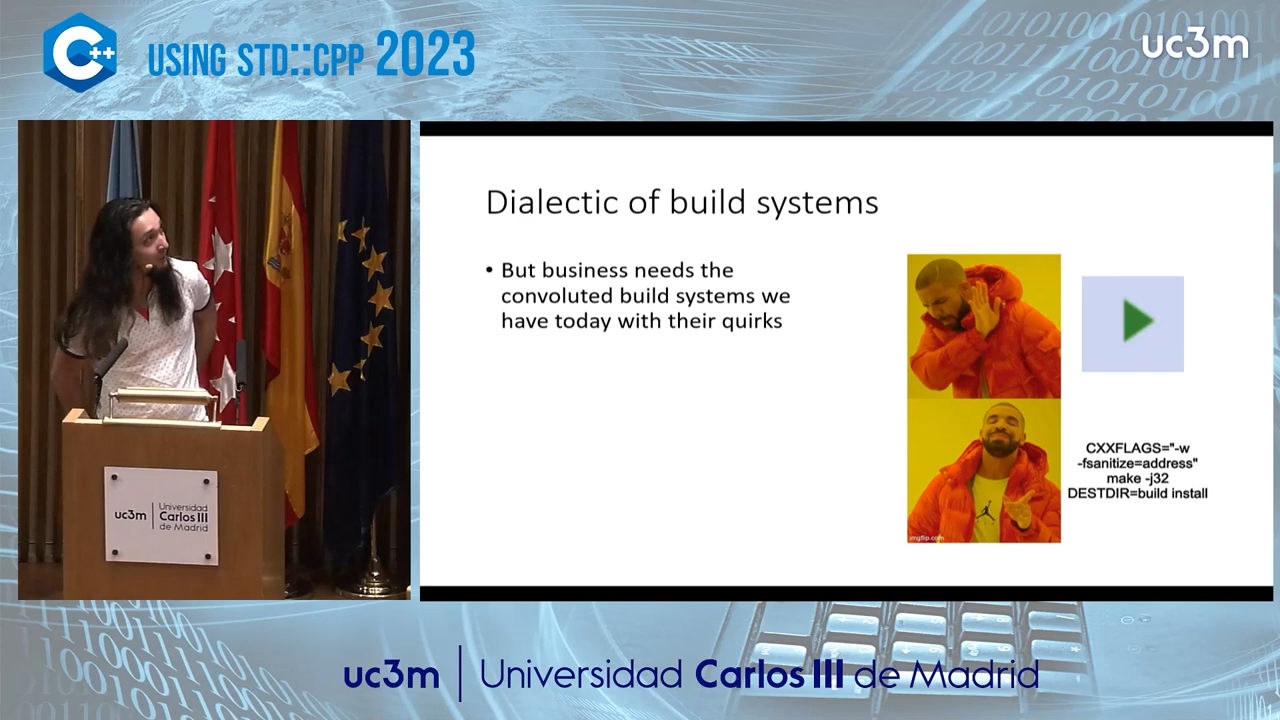 C++
USING STD::CPP 2023
uc3m
Dialectic of build systems
• But business needs the
convoluted build systems we
have today with their quirks
CXXFLAGS="-w
-fsanitize=address"
make -j32
DESTDIR=build install
imgflip.com
uc3m | Universidad
Carlos III
de Madrid
uc3m | Universidad Carlos III de Madrid